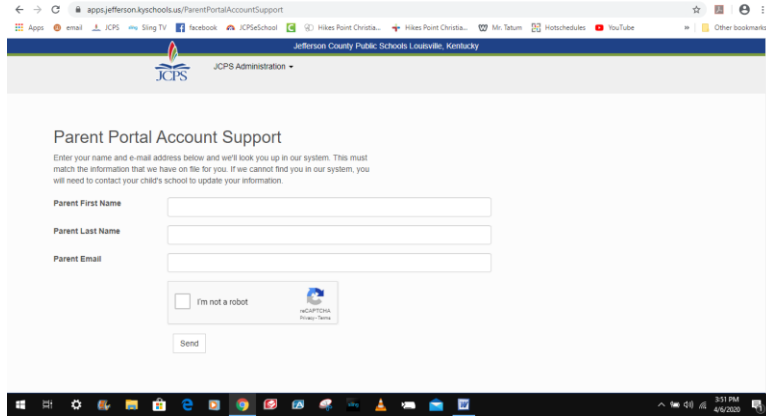 apps.jefferson.kyschools.us/ParentPortalAccountSupport
Apps email JCPS sling Sling TV facebook JCPSeSchool Hikes Point Christia... Hikes Point Christia... Mr. Tatum Hotschedules YouTube » Other bookmarks
Jefferson County Public Schools Louisville, Kentucky
JCPS
JCPS Administration
Parent Portal Account Support
Enter your name and e-mail address below and we'll look you up in our system. This must
match the information that we have on file for you. If we cannot find you in our system, you
will need to contact your child's school to update your information.
Parent First Name
Parent Last Name
Parent Email
I'm not a robot
reCAPTCHA
Privacy - Terms
Send
3:51 PM
4/6/2020